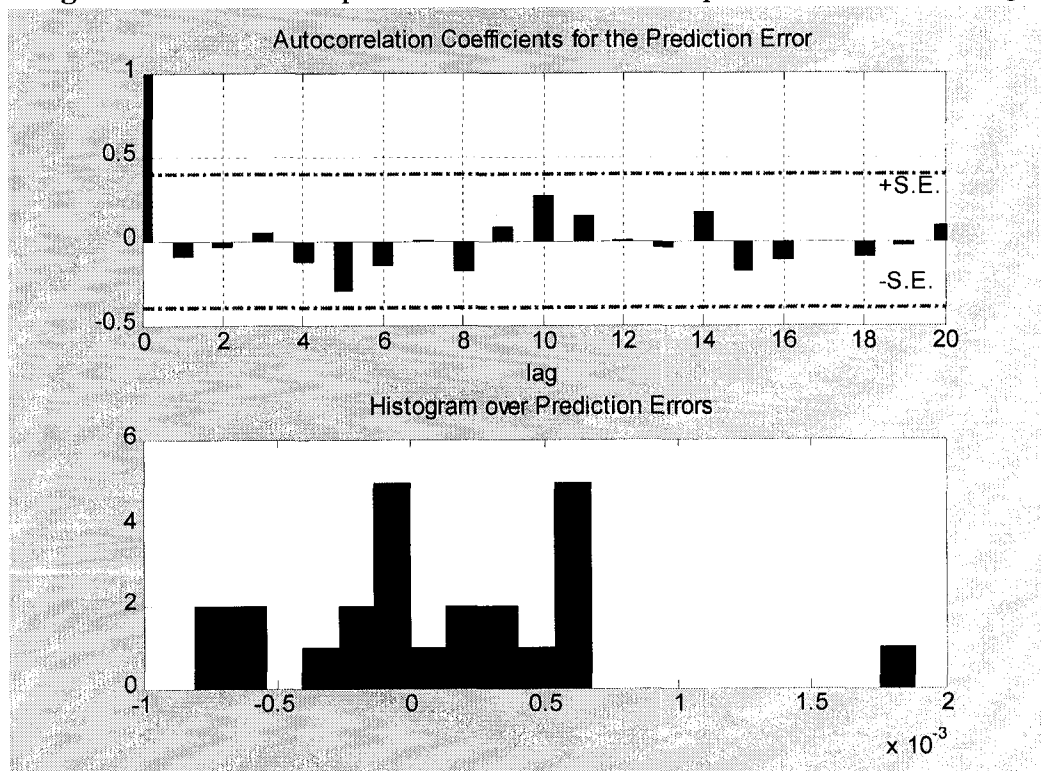 Autocorrelation Coefficients for the Prediction Error
1
0.5
+S.E.
0
-S.E.
-0.5
0 2 4 6 8 10 12 14 16 18 20
lag
Histogram over Prediction Errors
6
4
2
0
-1 -0.5 0 0.5 1 1.5 2
x 10^-3